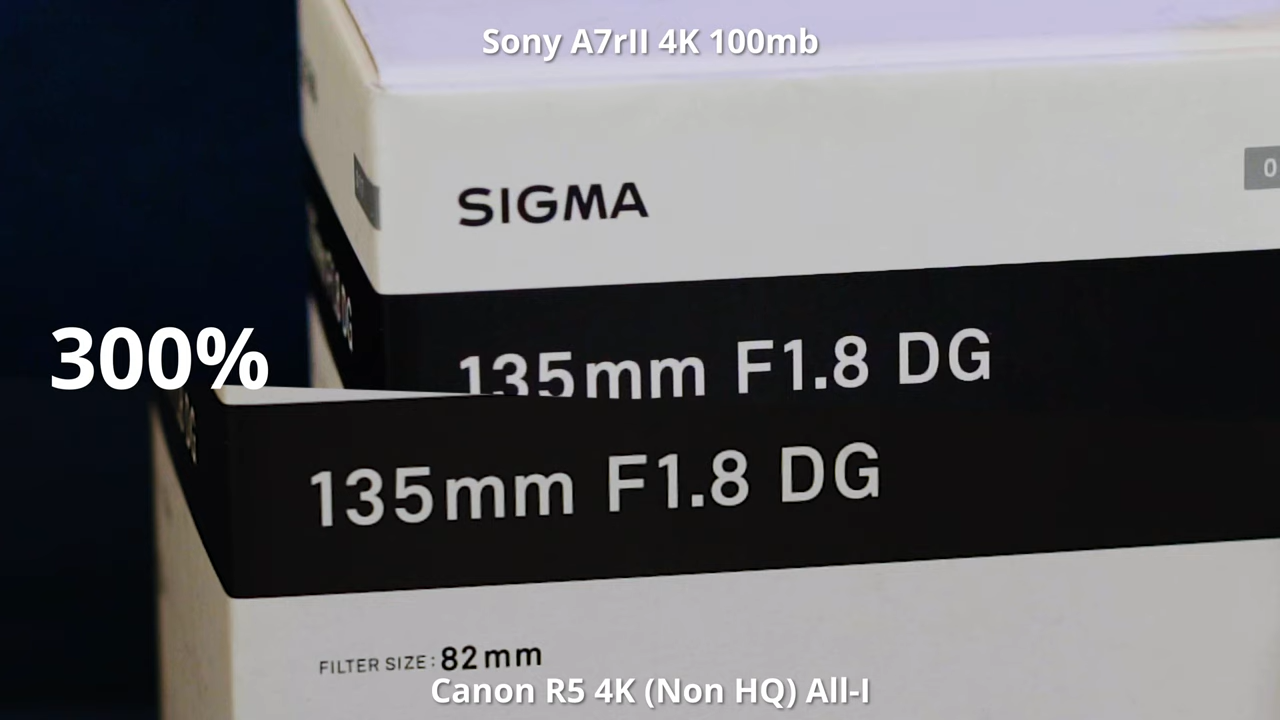 Sony A7rII 4K 100mb
SIGMA
0
135mm F1.8 DG
300%
135mm F1.8 DG
FILTER SIZE: 82mm
Canon R5 4K (Non HQ) All-I